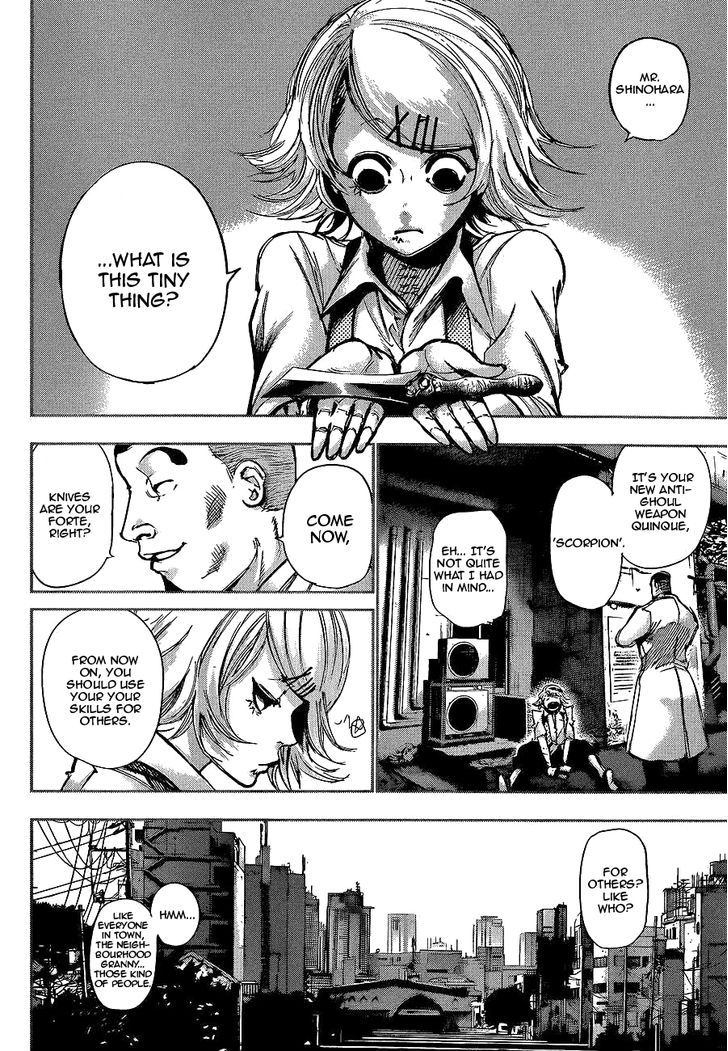 MR.
SHINOHARA
...
...WHAT IS
THIS TINY
THING?
IT'S YOUR
NEW ANTI-
GHOUL
WEAPON
QUINQUE,
'SCORPION'.
EH... IT'S
NOT QUITE
WHAT I HAD
IN MIND...
COME
NOW,
KNIVES
ARE YOUR
FORTE,
RIGHT?
FROM NOW
ON, YOU
SHOULD USE
YOUR YOUR
SKILLS FOR
OTHERS.
FOR
OTHERS?
LIKE
WHO?
HMM...
LIKE
EVERYONE
IN TOWN,
THE NEIGH-
BOURHOOD
GRANNY...
...THOSE KIND
OF PEOPLE.